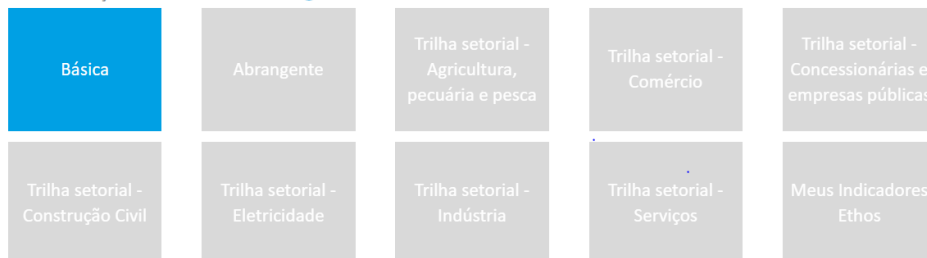 Básica
Abrangente
Trilha setorial -
Agricultura,
pecuária e pesca
Trilha setorial -
Comércio
Trilha setorial -
Concessionárias e
empresas públicas
Trilha setorial -
Construção Civil
Trilha setorial -
Eletricidade
Trilha setorial -
Indústria
Trilha setorial -
Serviços
Meus Indicadores
Ethos